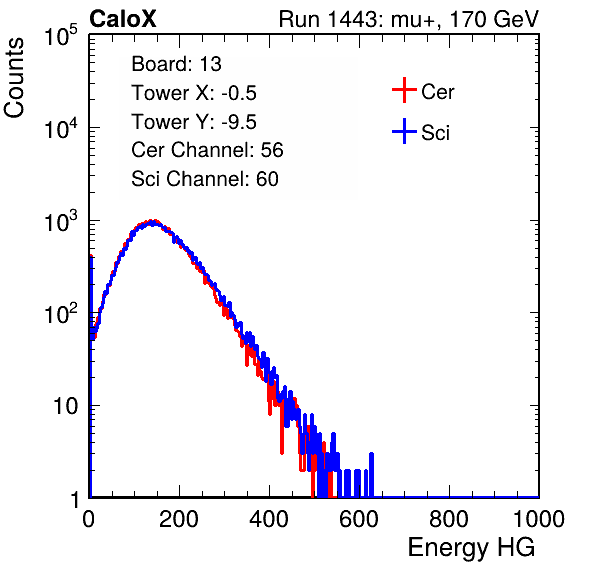 CaloX Run 1443: mu+, 170 GeV
Counts
10^5
10^4
10^3
10^2
10
1
Board: 13
Tower X: -0.5
Tower Y: -9.5
Cer Channel: 56
Sci Channel: 60
Cer
Sci
0 200 400 600 800 1000
Energy HG